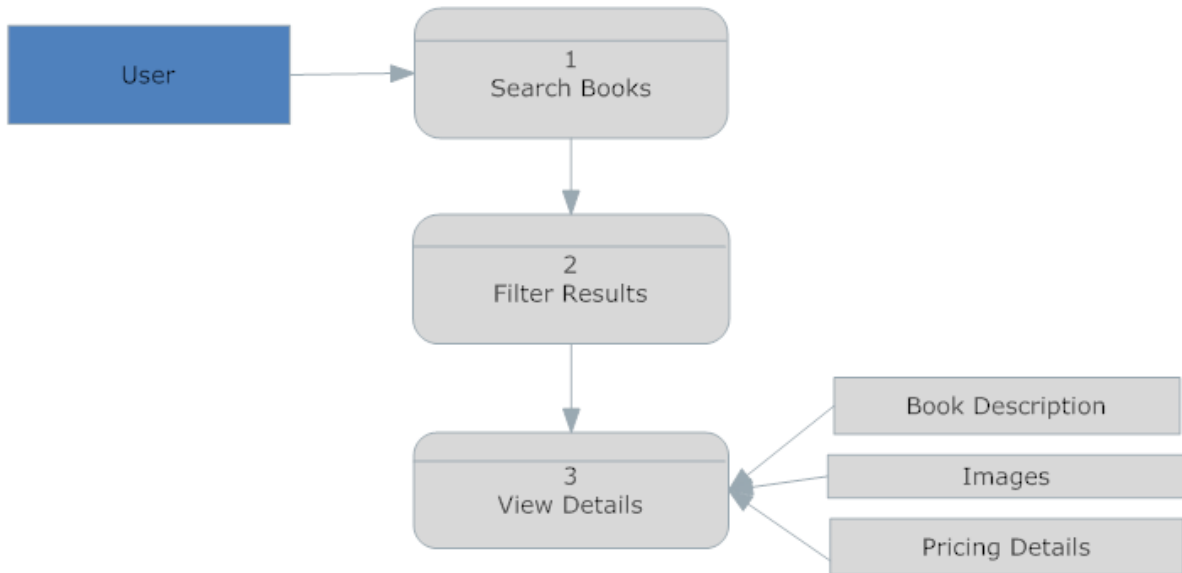 User
1
Search Books
2
Filter Results
3
View Details
Book Description
Images
Pricing Details